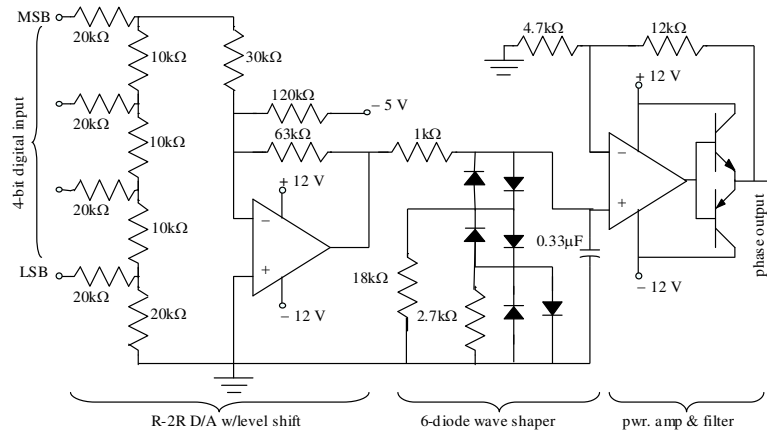 MSB
20kΩ
10kΩ
30kΩ
4.7kΩ
12kΩ
+ 12 V
120kΩ
− 5 V
20kΩ
4-bit digital input
10kΩ
63kΩ
1kΩ
−
+
+ 12 V
20kΩ
10kΩ
−
+
0.33µF
− 12 V
phase output
LSB
20kΩ
20kΩ
− 12 V
18kΩ
2.7kΩ
R-2R D/A w/level shift
6-diode wave shaper
pwr. amp & filter